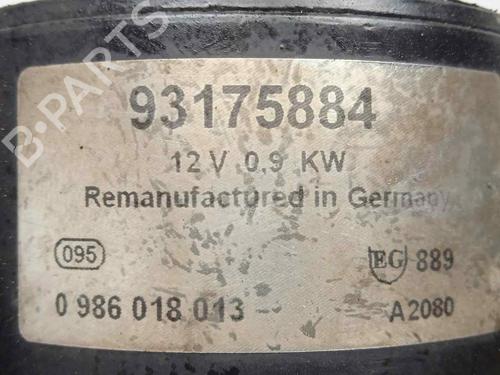 B-PARTS
93175884
12 V 0,9 KW
Remanufactured in Germany
095 EG 889
0 986 018 013 A2080